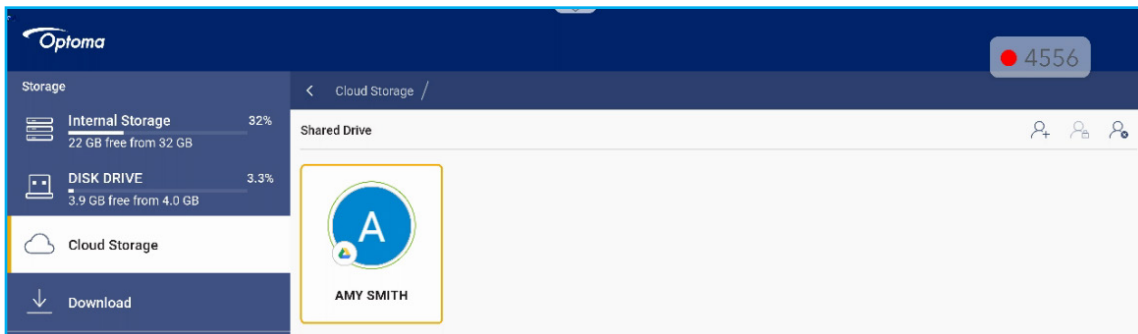 Optoma
4556
Storage
Cloud Storage /
Internal Storage 32%
22 GB free from 32 GB
Shared Drive
DISK DRIVE 3.3%
3.9 GB free from 4.0 GB
Cloud Storage
Download
A
AMY SMITH